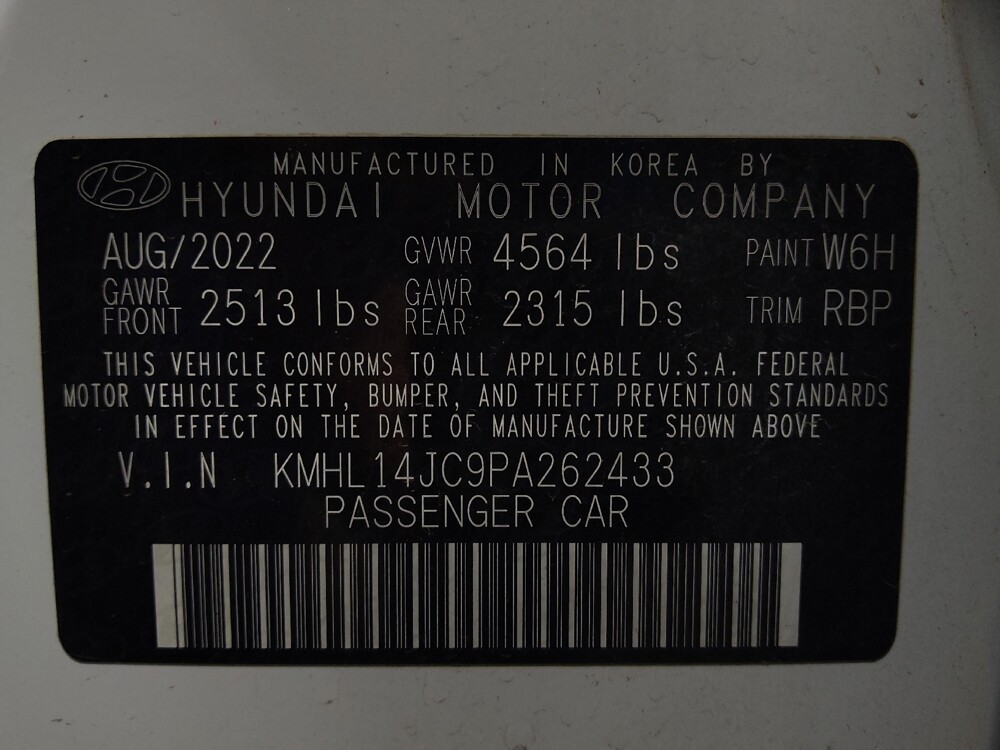 MANUFACTURED IN KOREA BY
HYUNDAI MOTOR COMPANY
AUG/2022 GVWR 4564 lbs PAINT W6H
GAWR FRONT 2513 lbs GAWR REAR 2315 lbs TRIM RBP
THIS VEHICLE CONFORMS TO ALL APPLICABLE U.S.A. FEDERAL
MOTOR VEHICLE SAFETY, BUMPER, AND THEFT PREVENTION STANDARDS
IN EFFECT ON THE DATE OF MANUFACTURE SHOWN ABOVE
V.I.N KMHL14JC9PA262433
PASSENGER CAR